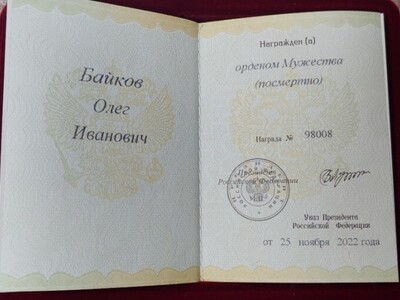 Байков
Олег
Иванович
Награжден (а)
орденом Мужества
(посмертно)
Награда № 98008
Президент
Российской Федерации
Указ Президента
Российской Федерации
от 25 ноября 2022 года